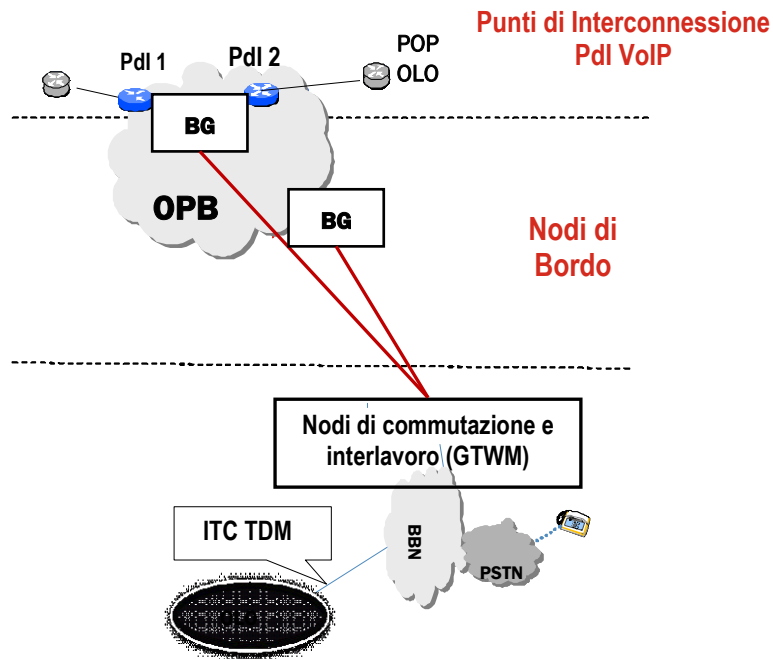 Punti di Interconnessione
PdI VoIP
PdI 1
PdI 2
POP
OLO
BG
OPB
BG
Nodi di
Bordo
Nodi di commutazione e
interlavoro (GTWM)
ITC TDM
BBN
PSTN